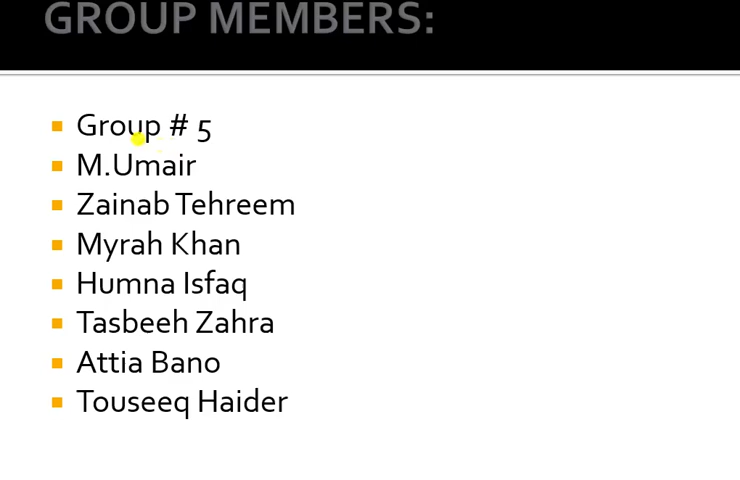 GROUP MEMBERS:
Group # 5
M.Umair
Zainab Tehreem
Myrah Khan
Humna Isfaq
Tasbeeh Zahra
Attia Bano
Touseeq Haider